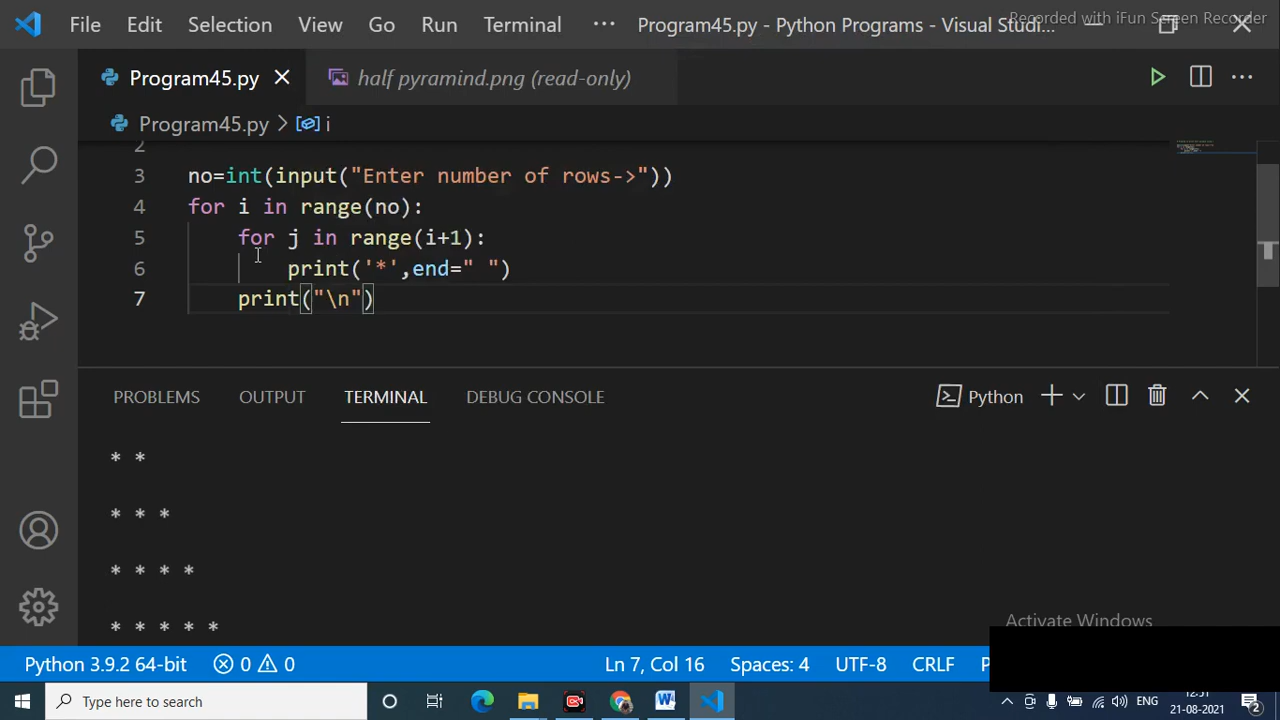 File Edit Selection View Go Run Terminal ··· Program45.py - Python Programs - Visual Studi...
Recorded with iFun Screen Recorder
Program45.py half pyramind.png (read-only)
Program45.py > i
2
3 no=int(input("Enter number of rows->"))
4 for i in range(no):
5 for j in range(i+1):
6 print('*',end=" ")
7 print("\n")
PROBLEMS OUTPUT TERMINAL DEBUG CONSOLE Python
* *
* * *
* * * *
* * * * *
Activate Windows
Python 3.9.2 64-bit 0 0 Ln 7, Col 16 Spaces: 4 UTF-8 CRLF
Type here to search ENG
21-08-2021 2